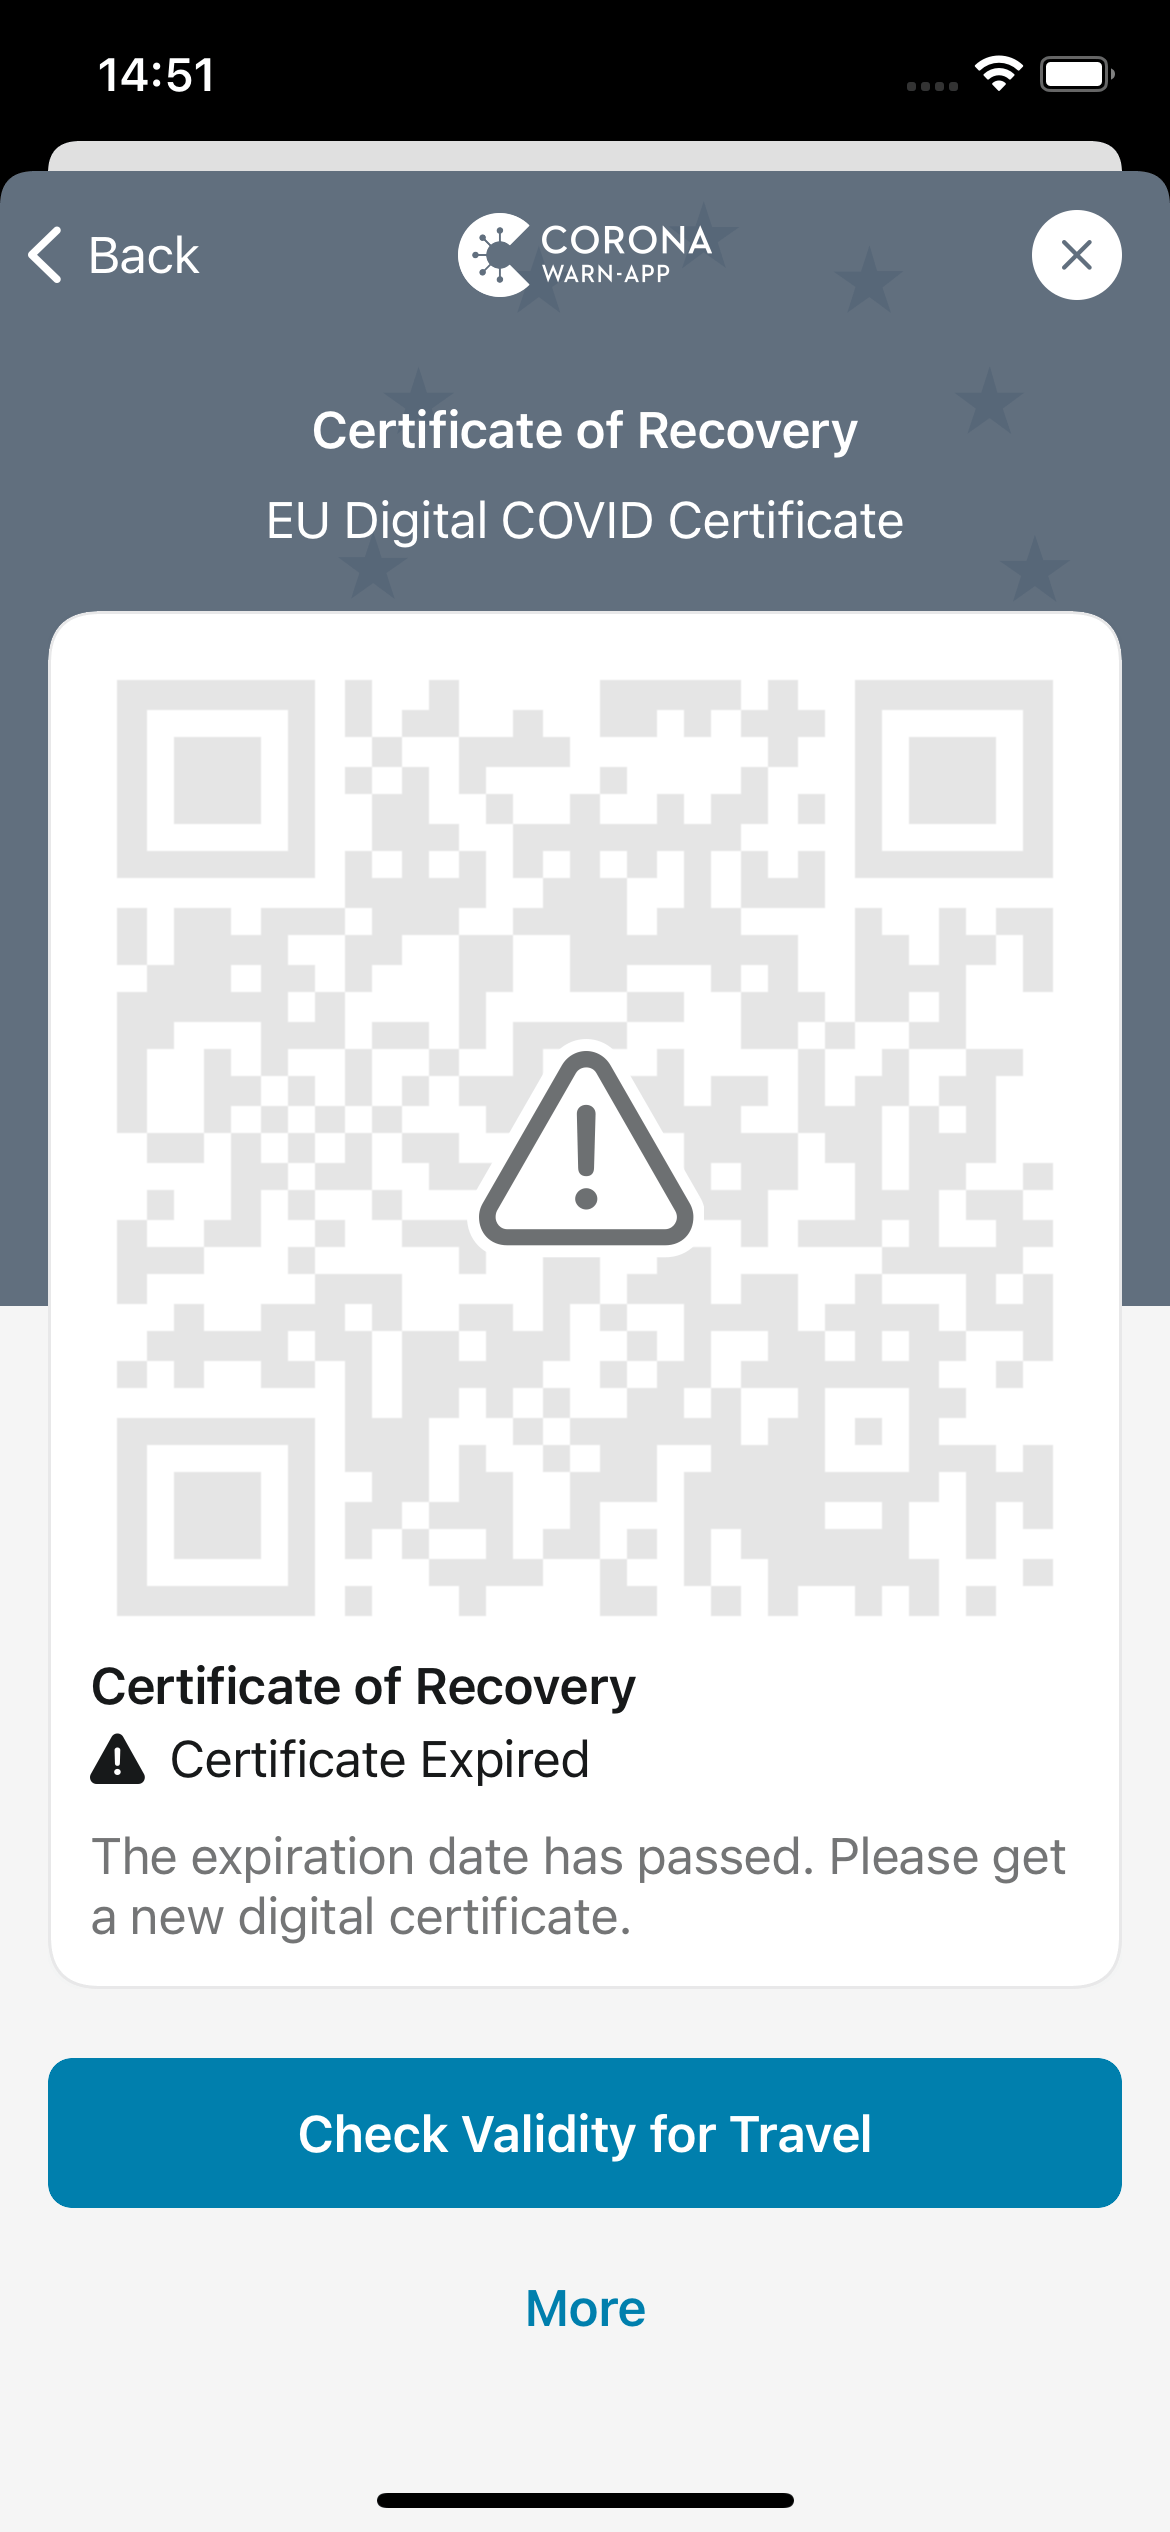 14:51
Back
CORONA
WARN-APP
Certificate of Recovery
EU Digital COVID Certificate
Certificate of Recovery
Certificate Expired
The expiration date has passed. Please get
a new digital certificate.
Check Validity for Travel
More